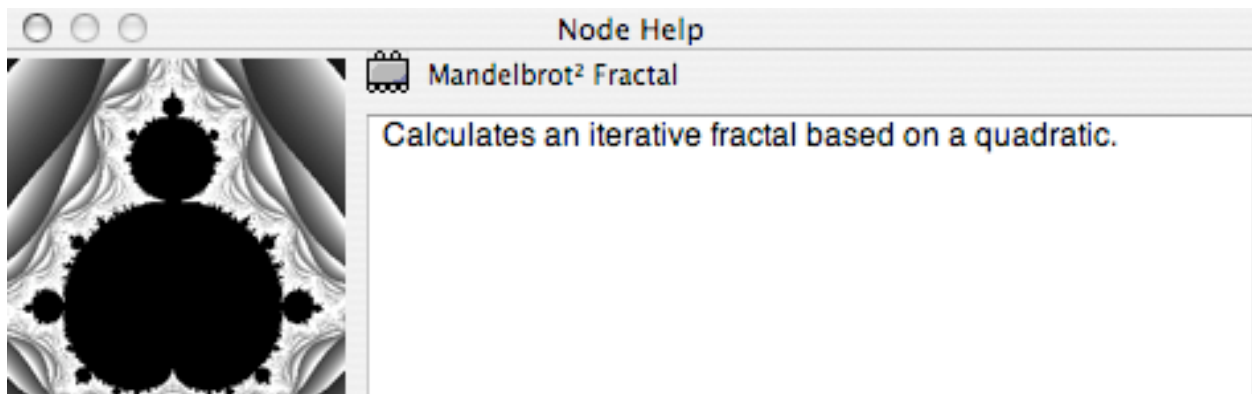 Node Help
Mandelbrot² Fractal
Calculates an iterative fractal based on a quadratic.